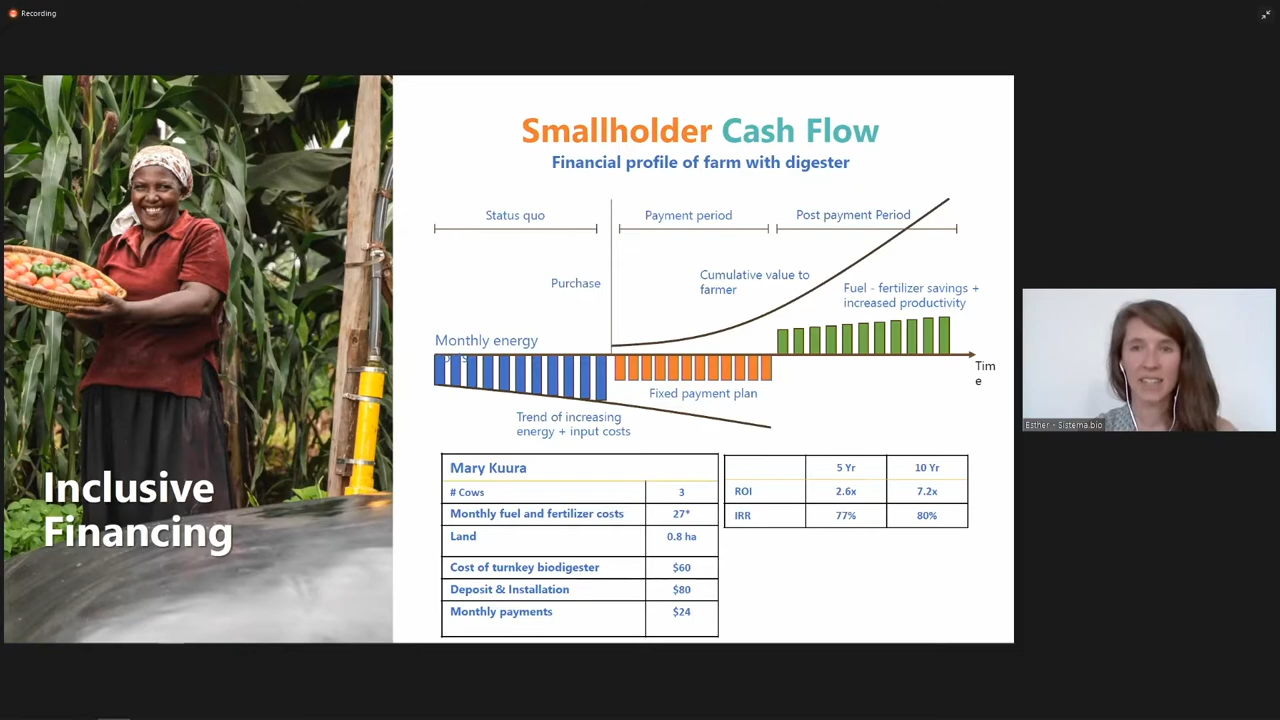 Recording
Smallholder Cash Flow
Financial profile of farm with digester
Status quo
Payment period
Post payment Period
Purchase
Cumulative value to
farmer
Fuel - fertilizer savings +
increased productivity
Monthly energy
Tim
e
Fixed payment plan
Trend of increasing
energy + input costs
Inclusive
Financing
Mary Kuura
# Cows 3
Monthly fuel and fertilizer costs 27*
Land 0.8 ha
Cost of turnkey biodigester $60
Deposit & Installation $80
Monthly payments $24
5 Yr 10 Yr
ROI 2.6x 7.2x
IRR 77% 80%
Esther - Sistema.bio